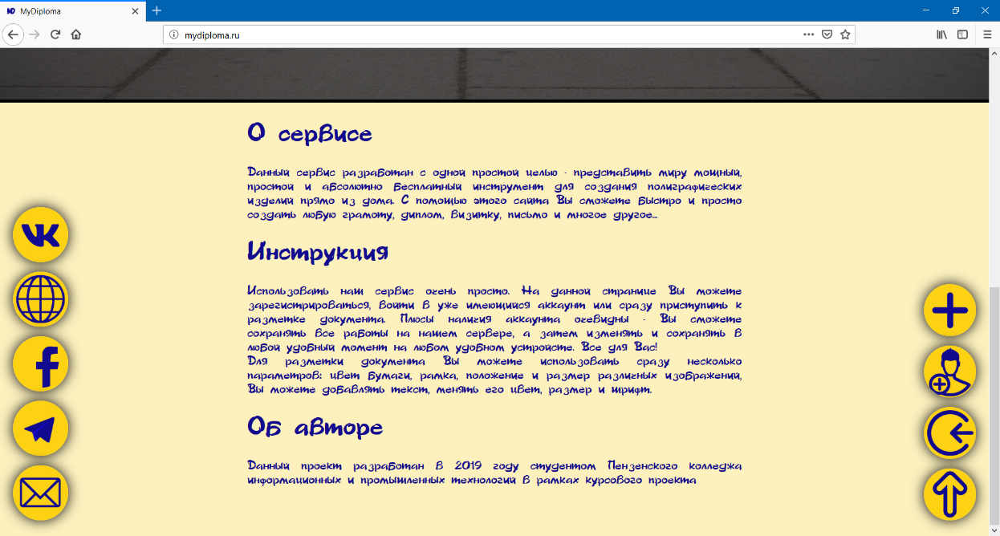 MyDiploma
mydiploma.ru
О сервисе
Данный сервис разработан с одной простой целью - представить миру мощный,
простой и абсолютно бесплатный инструмент для создания полиграфических
изделий прямо из дома. С помощью этого сайта Вы сможете быстро и просто
создать любую грамоту, диплом, визитку, письмо и многое другое...
Инструкция
Использовать наш сервис очень просто. На данной странице Вы можете
зарегистрироваться, войти в уже имеющийся аккаунт или сразу приступить к
разметке документа. Плюсы наличия аккаунта очевидны - Вы сможете
сохранять все работы на нашем сервере, а затем изменять и сохранять в
любой удобный момент на любом удобном устройсте. Все для Вас!
Для разметки документа Вы можете использовать сразу несколько
параметров: цвет бумаги, рамка, положение и размер различных изображений,
Вы можете добавлять текст, менять его цвет, размер и шрифт.
Об авторе
Данный проект разработан в 2019 году студентом Пензенского колледжа
информационных и промышленных технологий в рамках курсового проекта